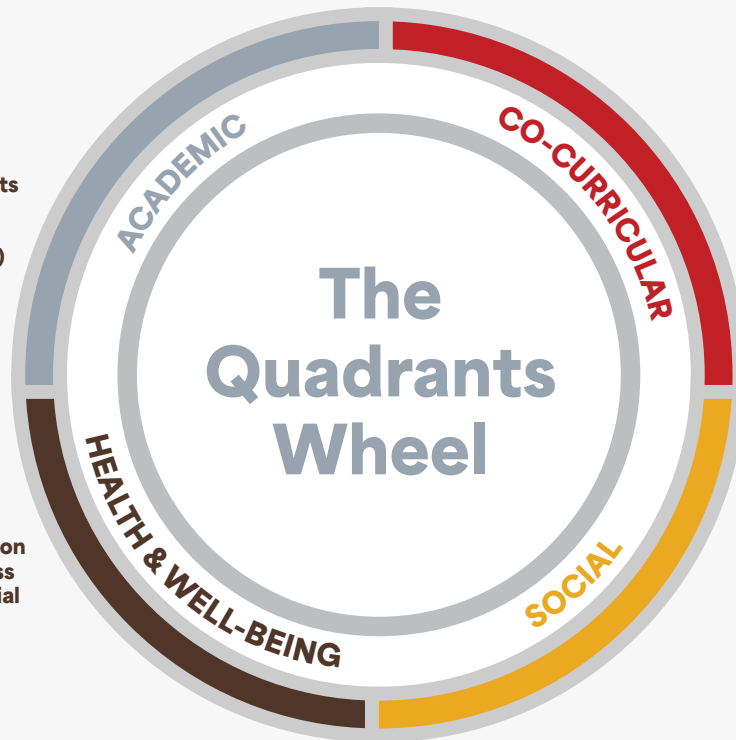 ACADEMIC
CO-CURRICULAR
The
Quadrants
Wheel
HEALTH & WELL-BEING
SOCIAL